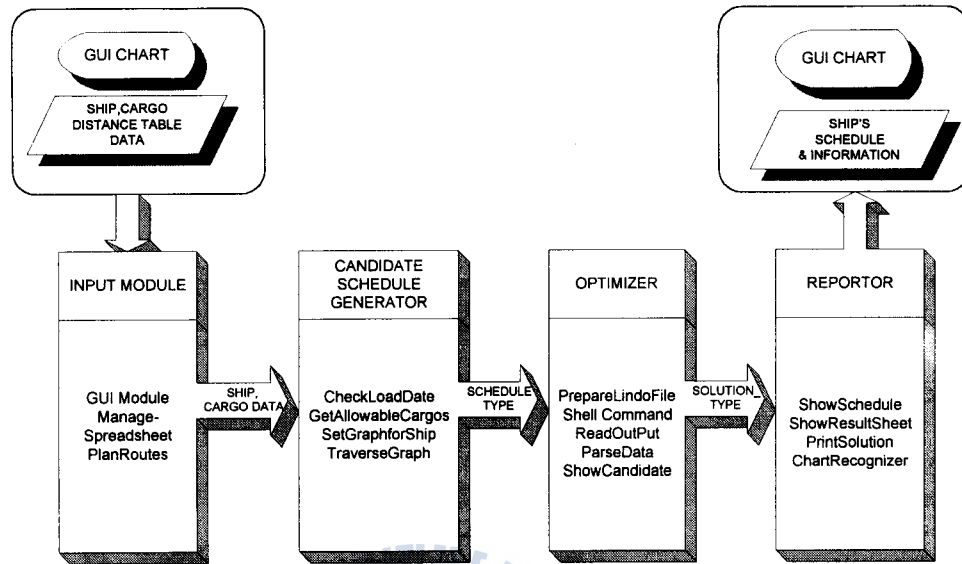 GUI CHART
SHIP,CARGO
DISTANCE TABLE
DATA
GUI CHART
SHIP'S
SCHEDULE
& INFORMATION
INPUT MODULE
GUI Module
Manage-
Spreadsheet
PlanRoutes
SHIP,
CARGO DATA
CANDIDATE
SCHEDULE
GENERATOR
CheckLoadDate
GetAllowableCargos
SetGraphforShip
TraverseGraph
SCHEDULE
TYPE
OPTIMIZER
PrepareLindoFile
Shell Command
ReadOutPut
ParseData
ShowCandidate
SOLUTION_
TYPE
REPORTOR
ShowSchedule
ShowResultSheet
PrintSolution
ChartRecognizer